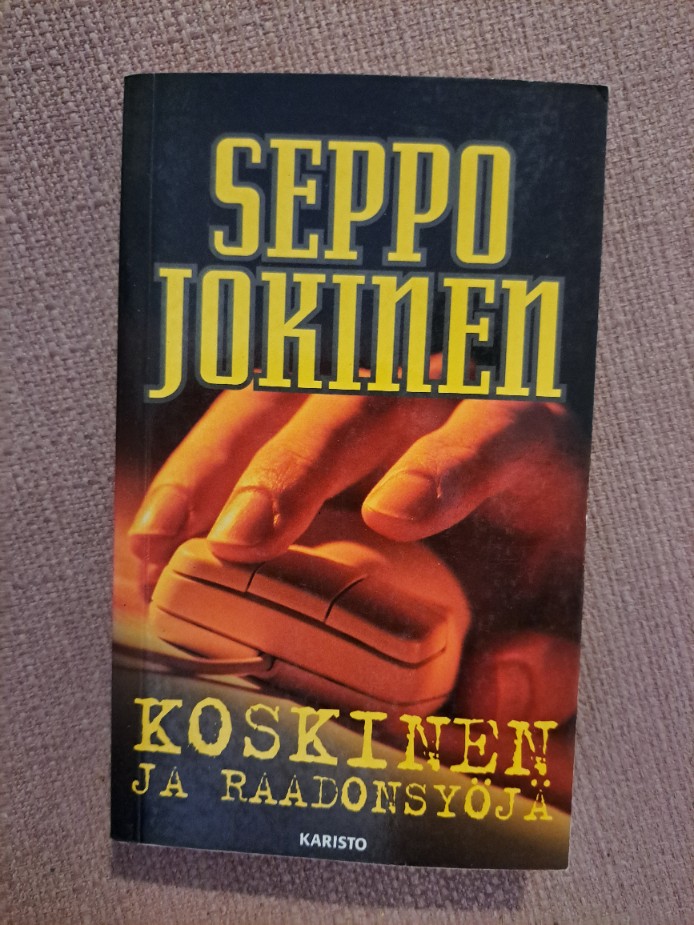 SEPPO
JOKINEN
KOSKINEN
JA RAADONSYÖJÄ
KARISTO